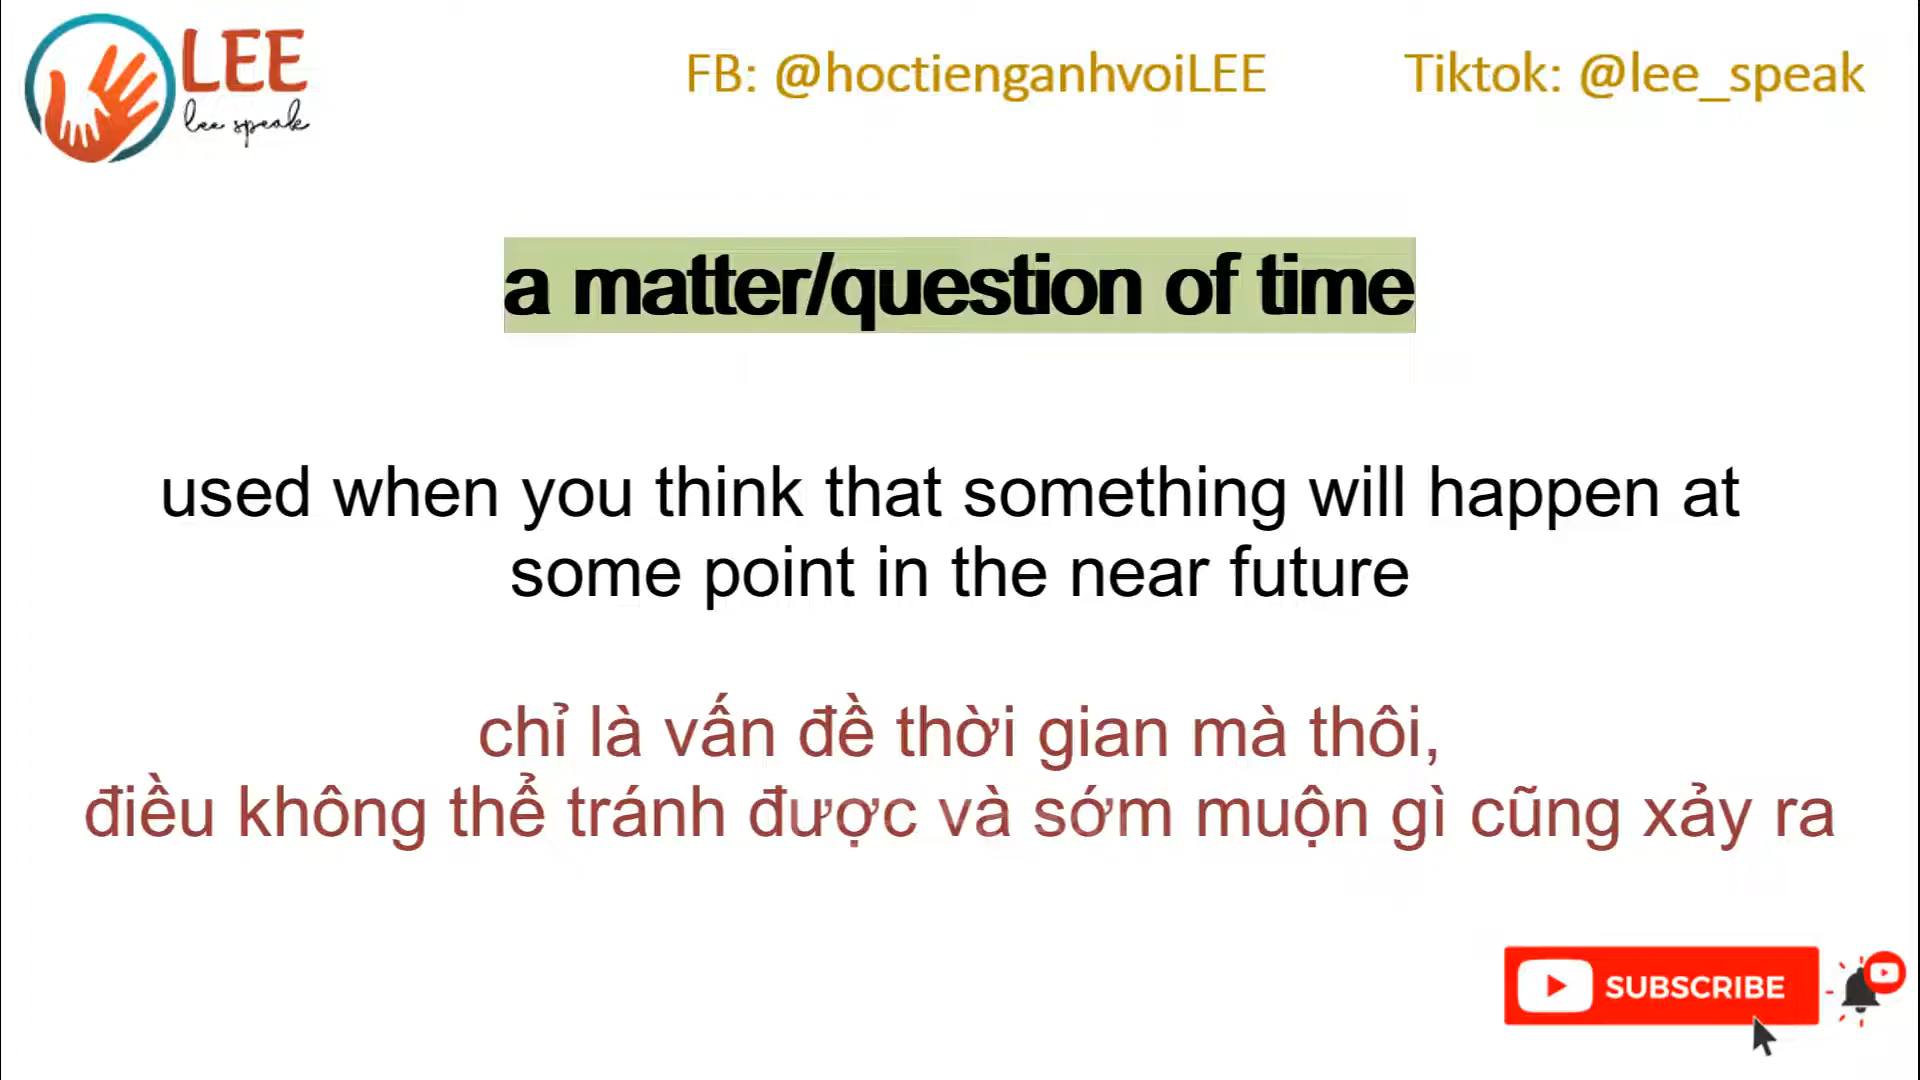 LEE
lee speak
FB: @hoctienganhvoiLEE
Tiktok: @lee_speak
a matter/question of time
used when you think that something will happen at
some point in the near future
chỉ là vấn đề thời gian mà thôi,
điều không thể tránh được và sớm muộn gì cũng xảy ra
SUBSCRIBE